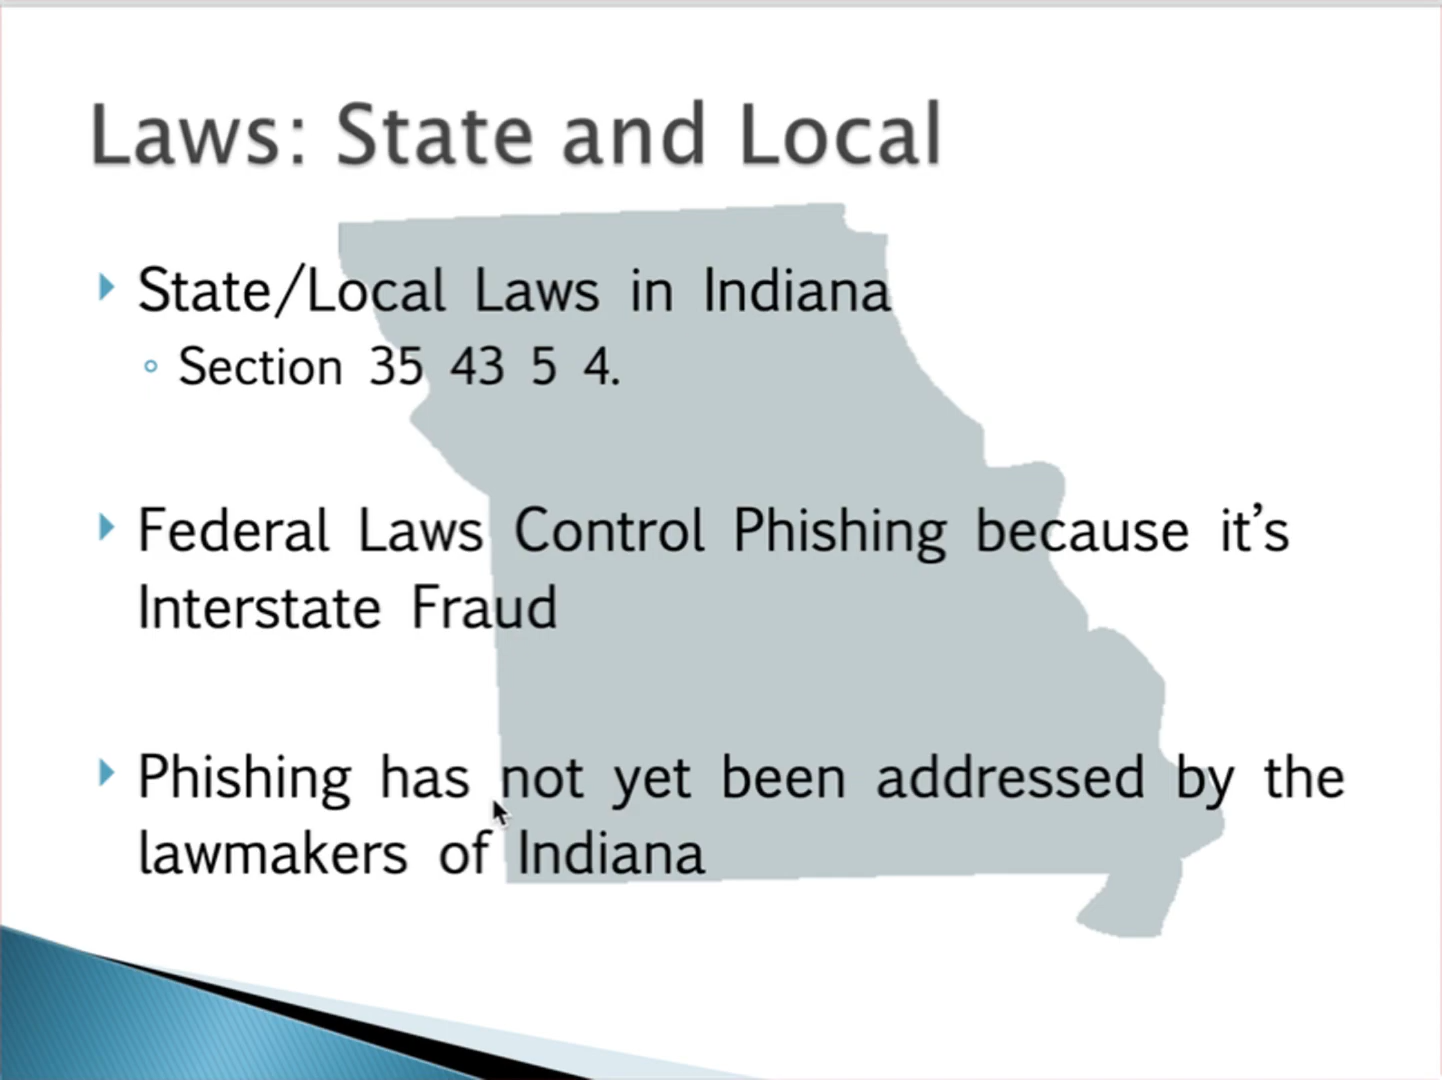 Laws: State and Local
State/Local Laws in Indiana
Section 35 43 5 4.
Federal Laws Control Phishing because it’s
Interstate Fraud
Phishing has not yet been addressed by the
lawmakers of Indiana